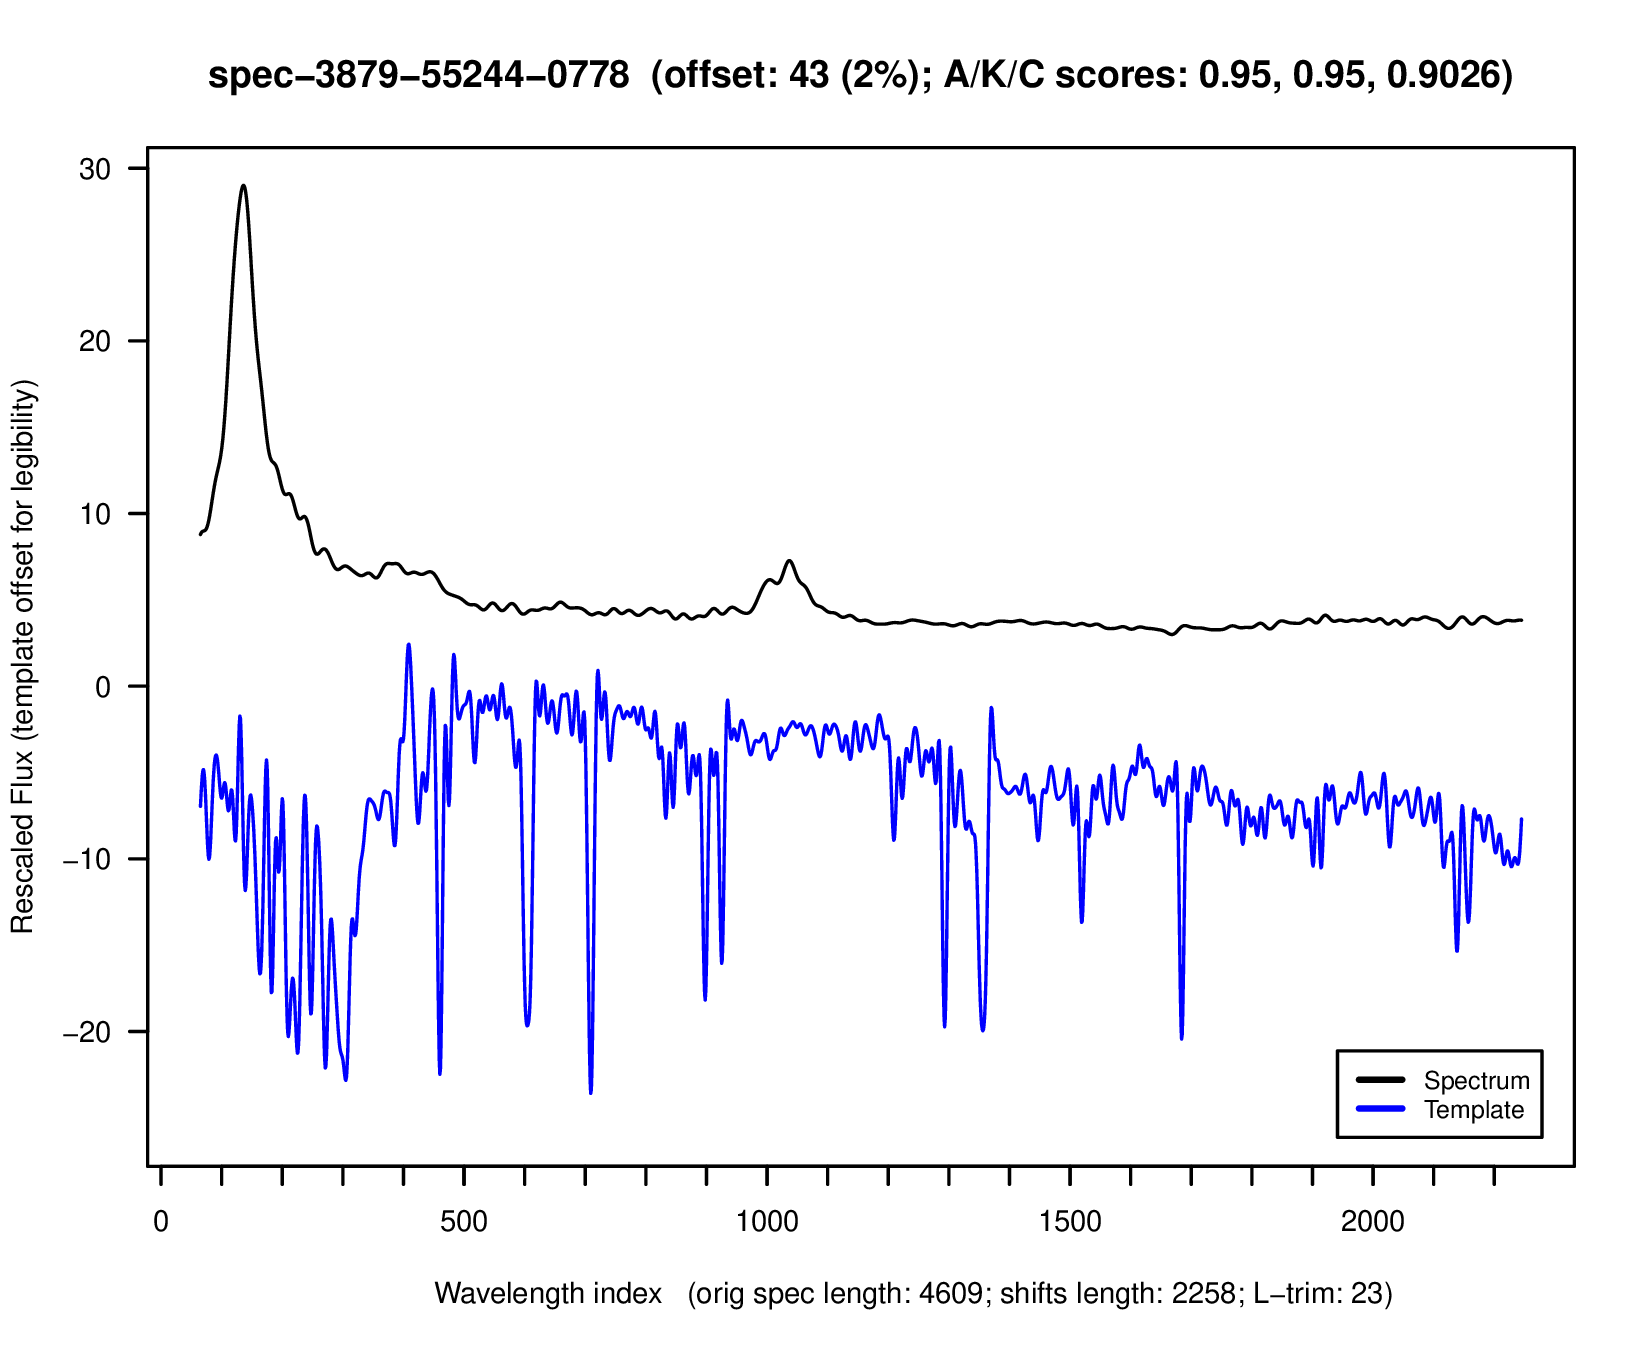 spec−3879−55244−0778  (offset: 43 (2%); A/K/C scores: 0.95, 0.95, 0.9026)
Rescaled Flux (template offset for legibility)
30
20
10
0
−10
−20
Spectrum
Template
0 500 1000 1500 2000
Wavelength index   (orig spec length: 4609; shifts length: 2258; L−trim: 23)